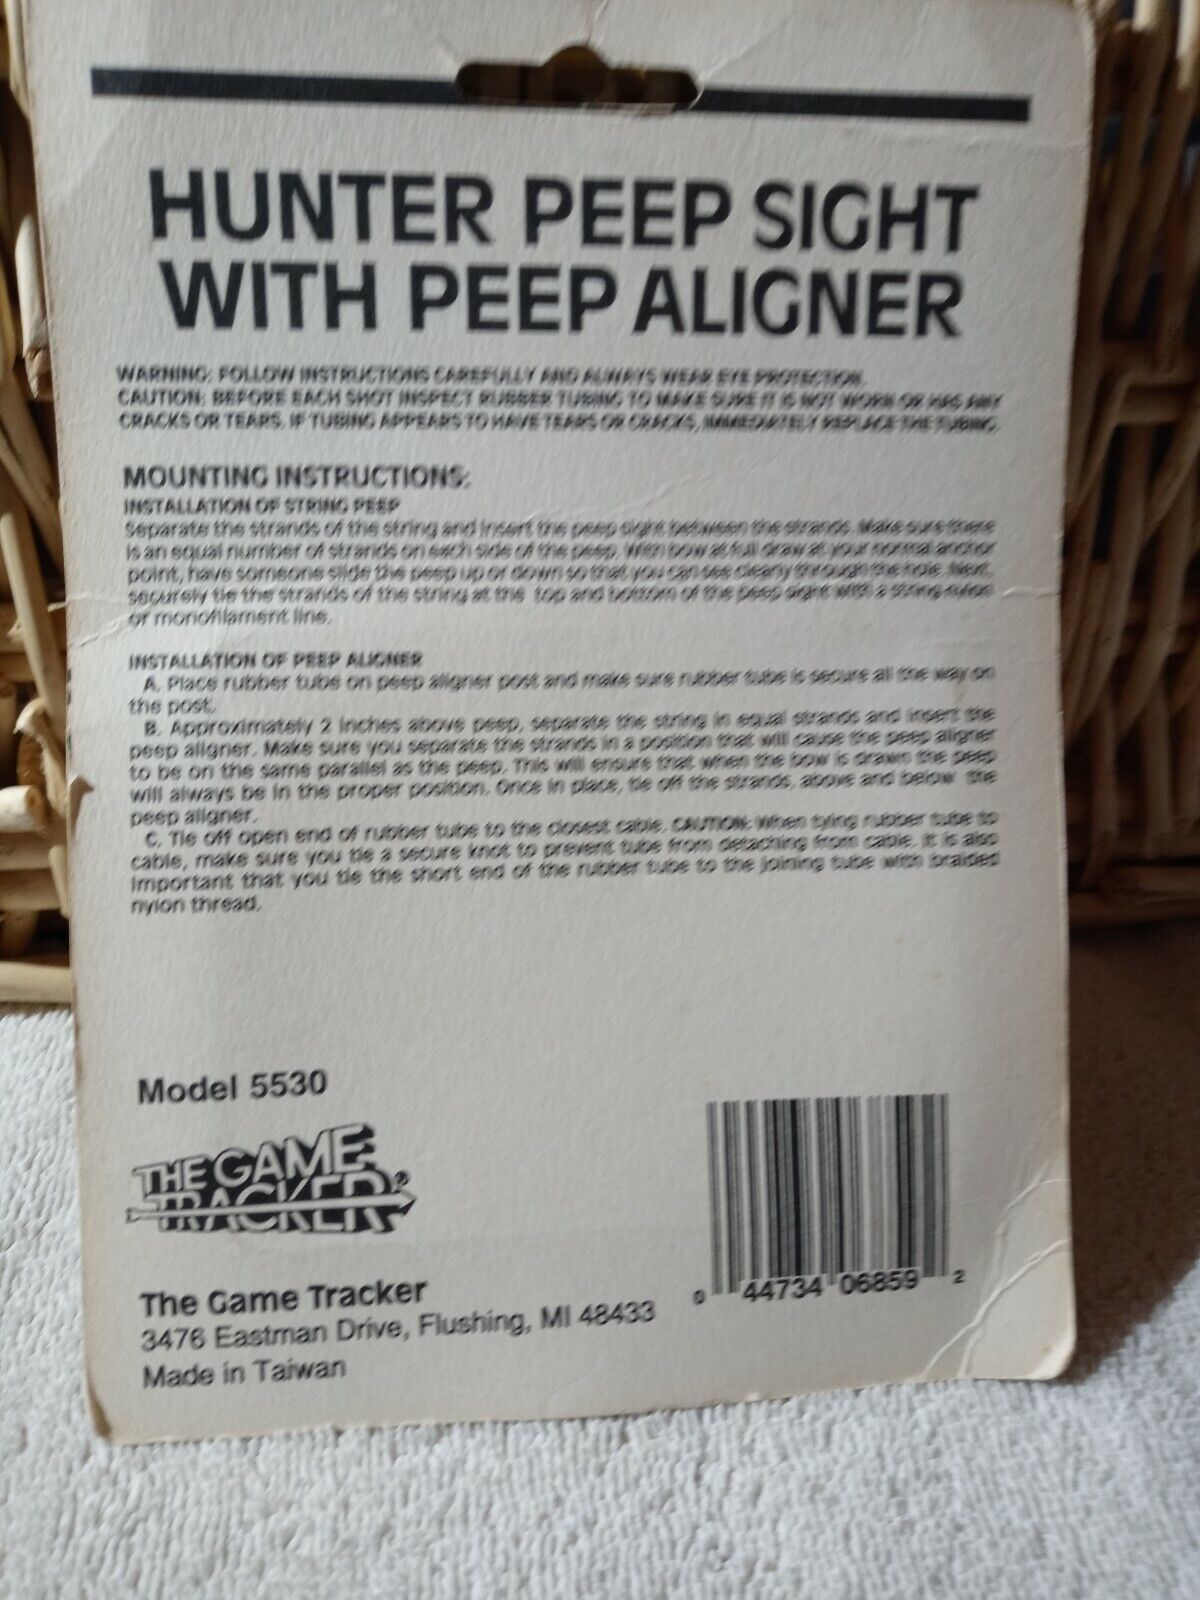 HUNTER PEEP SIGHT
WITH PEEP ALIGNER
WARNING: FOLLOW INSTRUCTIONS CAREFULLY AND ALWAYS WEAR EYE PROTECTION.
CAUTION: BEFORE EACH SHOT INSPECT RUBBER TUBING TO MAKE SURE IT IS NOT WORN OR HAS ANY
CRACKS OR TEARS. IF TUBING APPEARS TO HAVE TEARS OR CRACKS, IMMEDIATELY REPLACE THE TUBING.
MOUNTING INSTRUCTIONS:
INSTALLATION OF STRING PEEP
Separate the strands of the string and insert the peep sight between the strands. Make sure there
is an equal number of strands on each side of the peep. With bow at full draw at your normal anchor
point, have someone slide the peep up or down so that you can see clearly through the hole. Next,
securely tie the strands of the string at the top and bottom of the peep sight with a string nylon
or monofilament line.
INSTALLATION OF PEEP ALIGNER
A. Place rubber tube on peep aligner post and make sure rubber tube is secure all the way on
the post.
B. Approximately 2 inches above peep, separate the string in equal strands and insert the
peep aligner. Make sure you separate the strands in a position that will cause the peep aligner
to be on the same parallel as the peep. This will ensure that when the bow is drawn the peep
will always be in the proper position. Once in place, tie off the strands, above and below the
peep aligner.
C. Tie off open end of rubber tube to the closest cable. CAUTION: When tying rubber tube to
cable, make sure you tie a secure knot to prevent tube from detaching from cable. It is also
important that you tie the short end of the rubber tube to the joining tube with braided
nylon thread.
Model 5530
THE GAME
TRACKER®
The Game Tracker
3476 Eastman Drive, Flushing, MI 48433
Made in Taiwan
0 44734 06859 2